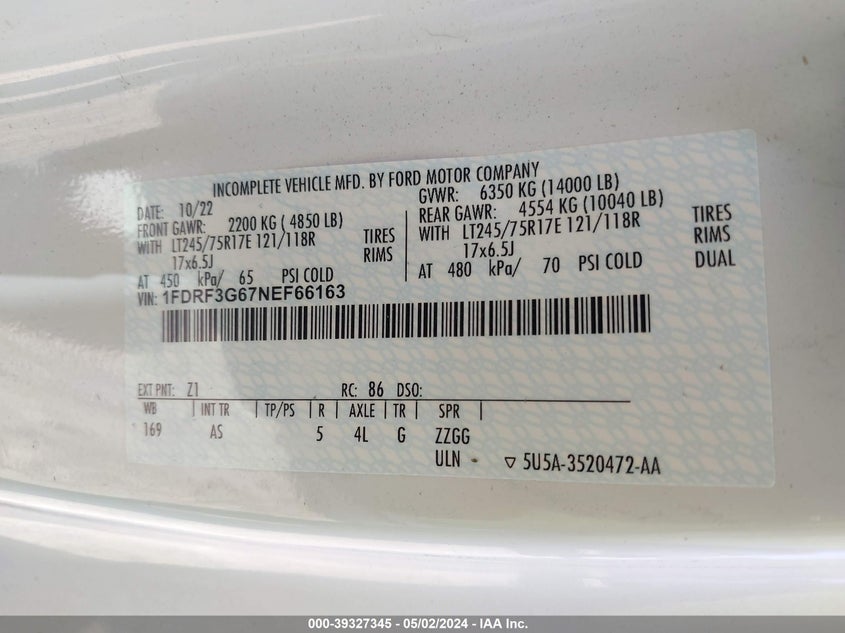 INCOMPLETE VEHICLE MFD. BY FORD MOTOR COMPANY
DATE: 10/22
FRONT GAWR: 2200 KG ( 4850 LB)
WITH LT245/75R17E 121/118R TIRES
17x6.5J RIMS
AT 450 kPa/ 65 PSI COLD
GVWR: 6350 KG (14000 LB)
REAR GAWR: 4554 KG (10040 LB)
WITH LT245/75R17E 121/118R TIRES
17x6.5J RIMS
AT 480 kPa/ 70 PSI COLD DUAL
VIN: 1FDRF3G67NEF66163
EXT PNT: Z1 RC: 86 DSO:
WB | INT TR | TP/PS | R | AXLE | TR | SPR |
169 AS 5 4L G ZZGG
ULN ▽ 5U5A-3520472-AA
000-39327345 - 05/02/2024 - IAA Inc.